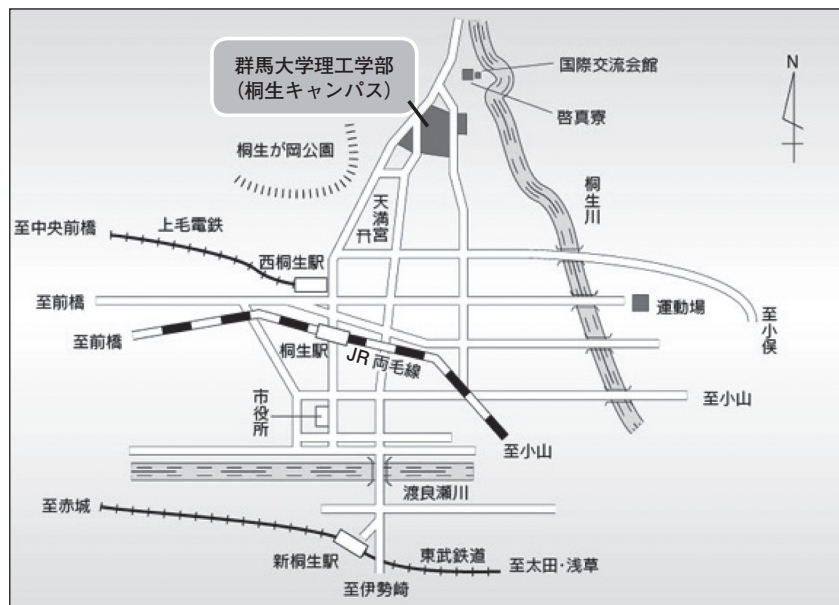 群馬大学理工学部
(桐生キャンパス)
国際交流会館
啓真寮
N
桐生が岡公園
桐生川
天満宮
至中央前橋
上毛電鉄
西桐生駅
至前橋
運動場
至小俣
至前橋
桐生駅
JR両毛線
市役所
至小山
至小山
渡良瀬川
至赤城
新桐生駅
東武鉄道
至太田・浅草
至伊勢崎